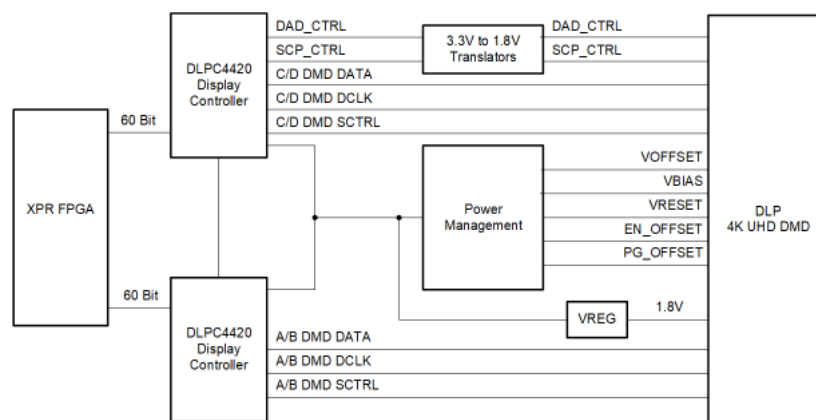 DAD_CTRL
SCP_CTRL
C/D DMD DATA
C/D DMD DCLK
C/D DMD SCTRL
DLPC4420
Display
Controller
3.3V to 1.8V
Translators
DAD_CTRL
SCP_CTRL
60 Bit
XPR FPGA
60 Bit
Power
Management
VOFFSET
VBIAS
VRESET
EN_OFFSET
PG_OFFSET
DLP
4K UHD DMD
VREG
1.8V
DLPC4420
Display
Controller
A/B DMD DATA
A/B DMD DCLK
A/B DMD SCTRL